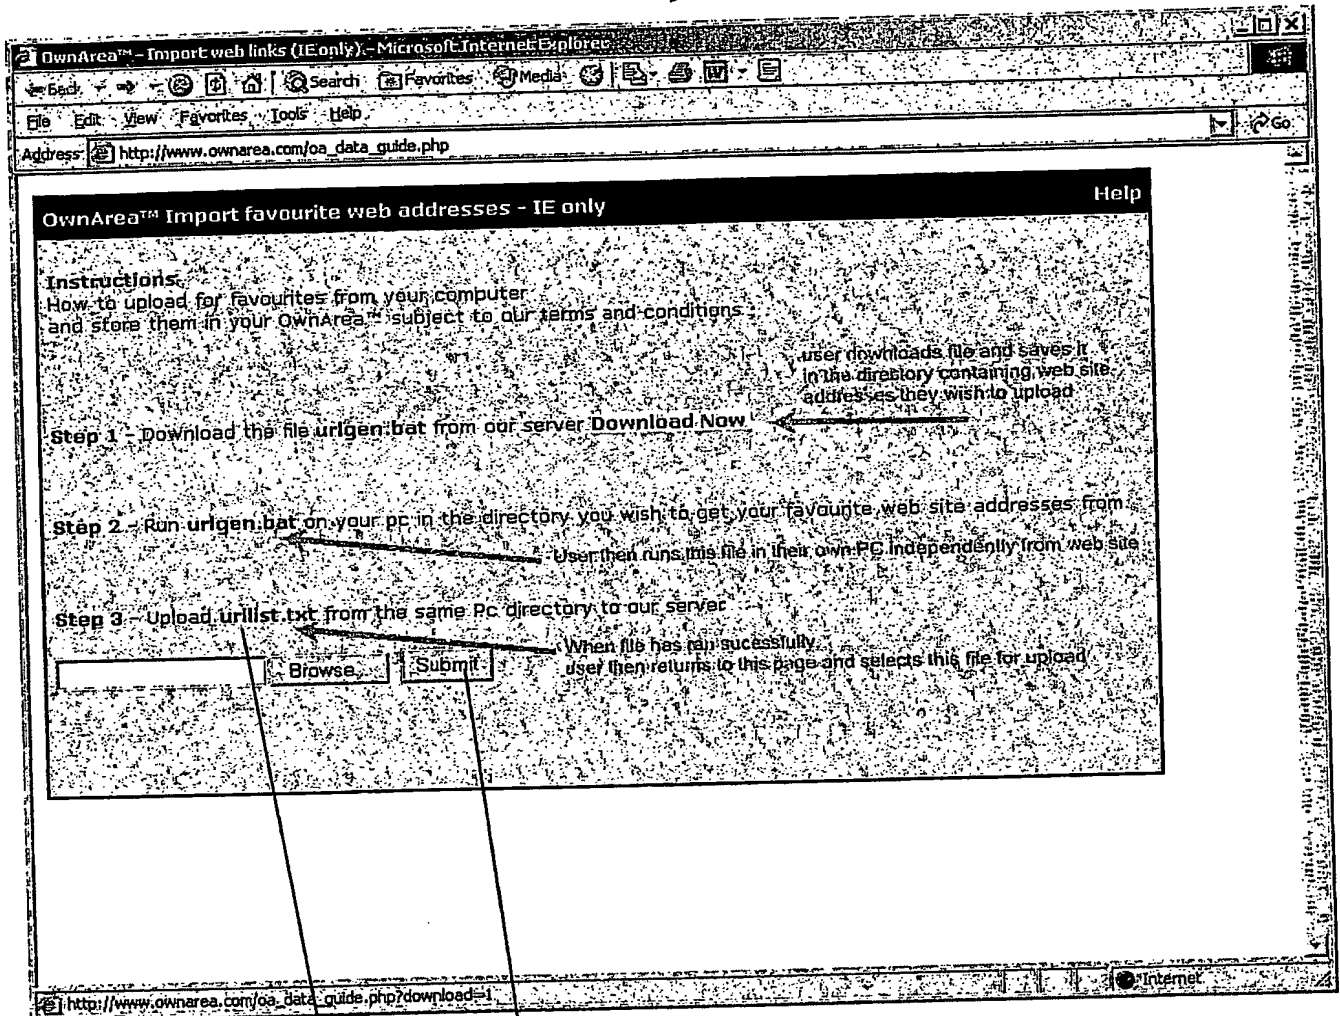 OwnArea™ - Import web links (IE only) - Microsoft Internet Explorer
Back Search Favorites Media
File Edit View Favorites Tools Help
Address http://www.ownarea.com/oa_data_guide.php Go
OwnArea™ Import favourite web addresses - IE only Help
Instructions
How to upload for favourites from your computer
and store them in your OwnArea™ subject to our terms and conditions
user downloads file and saves it
in the directory containing web site
addresses they wish to upload
Step 1 - Download the file urlgen.bat from our server Download Now
Step 2 - Run urlgen.bat on your pc in the directory you wish to get your favourite web site addresses from
User then runs this file in their own PC independently from web site
Step 3 - Upload urllist.txt from the same Pc directory to our server
When file has ran sucessfully
user then returns to this page and selects this file for upload
Browse... Submit
http://www.ownarea.com/oa_data_guide.php?download=1 Internet